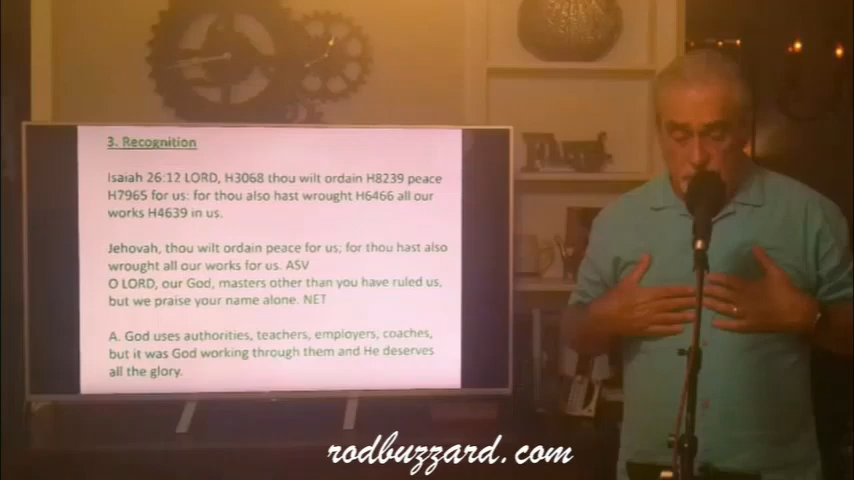 3. Recognition
Isaiah 26:12 LORD, H3068 thou wilt ordain H8239 peace
H7965 for us: for thou also hast wrought H6466 all our
works H4639 in us.
Jehovah, thou wilt ordain peace for us; for thou hast also
wrought all our works for us. ASV
O LORD, our God, masters other than you have ruled us,
but we praise your name alone. NET
A. God uses authorities, teachers, employers, coaches,
but it was God working through them and He deserves
all the glory.
rodbuzzard.com